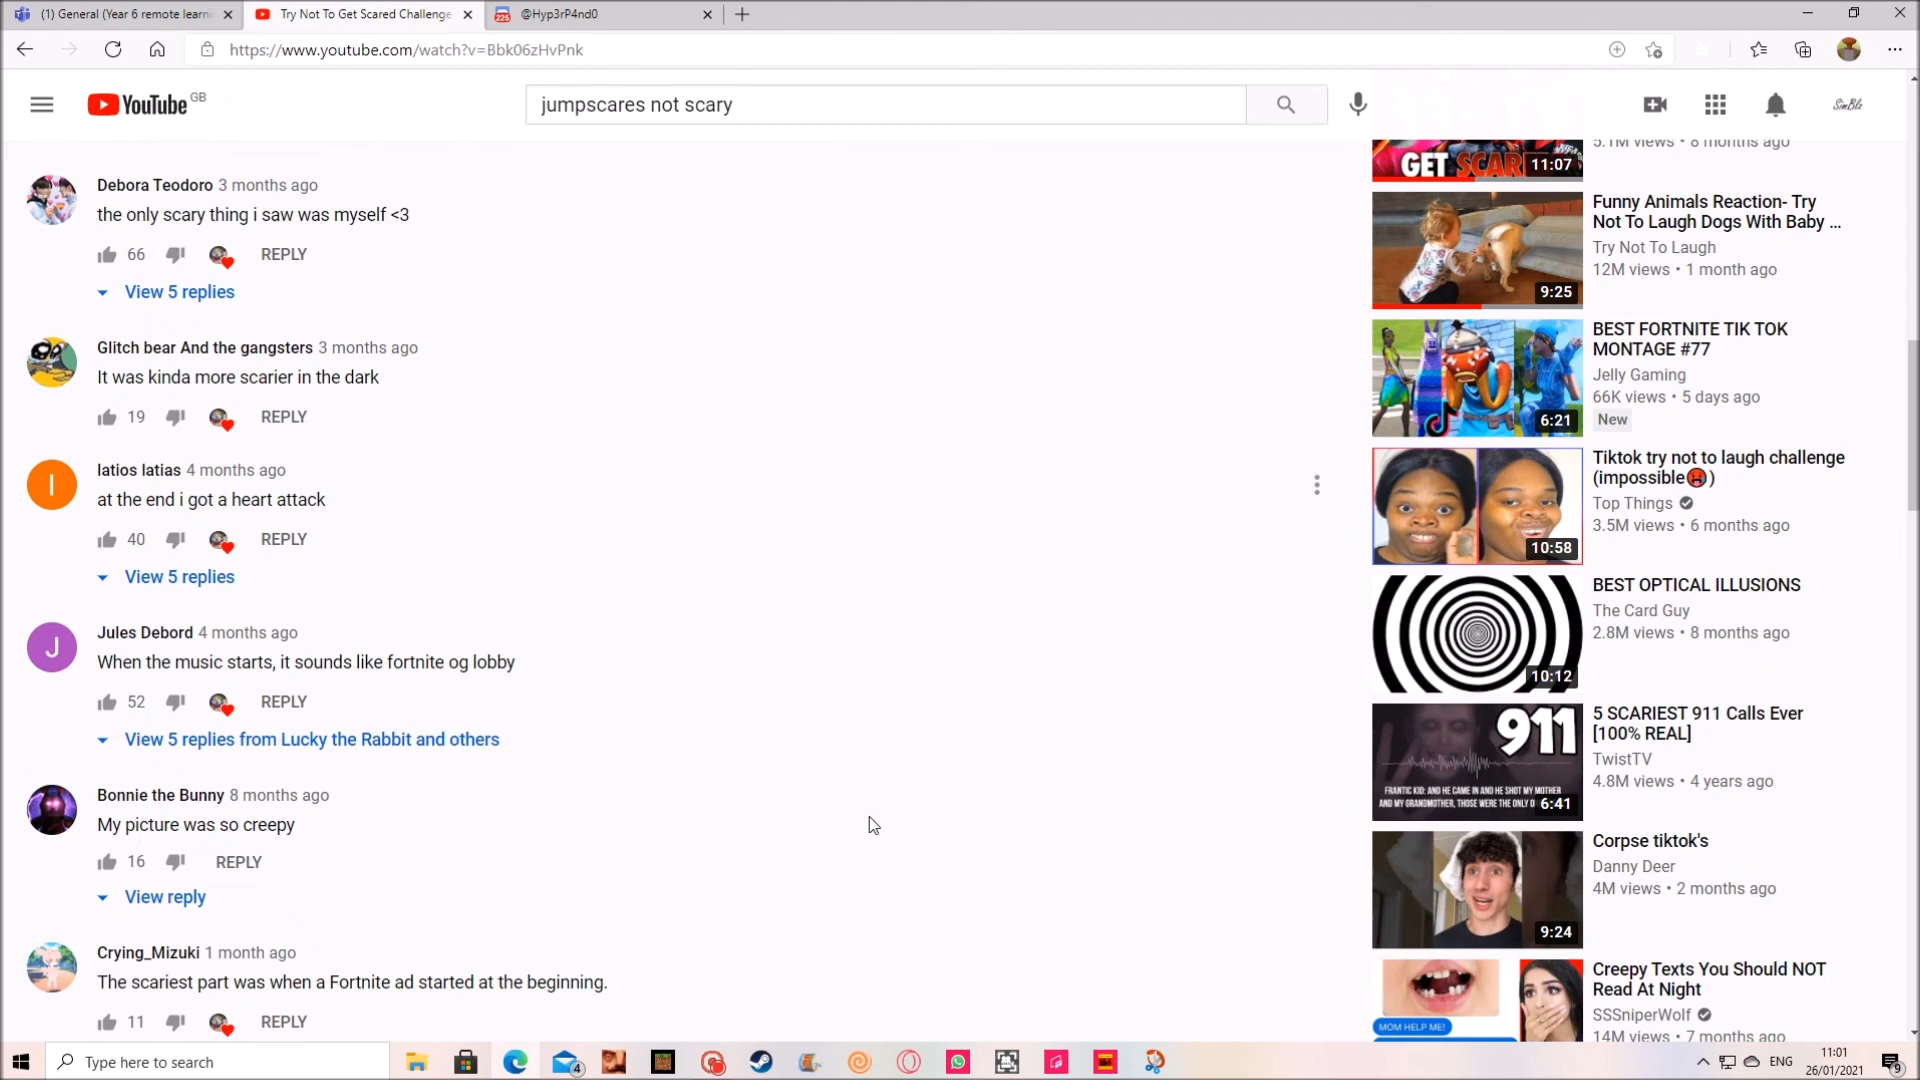 (1) General (Year 6 remote learni
Try Not To Get Scared Challenge
225
@Hyp3rP4nd0
https://www.youtube.com/watch?v=Bbk06zHvPnk
YouTube GB
jumpscares not scary
SimBlz
Debora Teodoro 3 months ago
the only scary thing i saw was myself <3
66 REPLY
View 5 replies
Glitch bear And the gangsters 3 months ago
It was kinda more scarier in the dark
19 REPLY
I
latios latias 4 months ago
at the end i got a heart attack
40 REPLY
View 5 replies
J
Jules Debord 4 months ago
When the music starts, it sounds like fortnite og lobby
52 REPLY
View 5 replies from Lucky the Rabbit and others
Bonnie the Bunny 8 months ago
My picture was so creepy
16 REPLY
View reply
Crying_Mizuki 1 month ago
The scariest part was when a Fortnite ad started at the beginning.
11 REPLY
5.1M views • 8 months ago
GET SCAR
11:07
Funny Animals Reaction- Try
Not To Laugh Dogs With Baby ...
Try Not To Laugh
12M views • 1 month ago
9:25
BEST FORTNITE TIK TOK
MONTAGE #77
Jelly Gaming
66K views • 5 days ago
New
6:21
Tiktok try not to laugh challenge
(impossible🥵)
Top Things
3.5M views • 6 months ago
10:58
BEST OPTICAL ILLUSIONS
The Card Guy
2.8M views • 8 months ago
10:12
5 SCARIEST 911 Calls Ever
[100% REAL]
TwistTV
4.8M views • 4 years ago
911
FRANTIC KID: AND HE CAME IN AND HE SHOT MY MOTHER
AND MY GRANDMOTHER, THOSE WERE THE ONLY D
6:41
Corpse tiktok's
Danny Deer
4M views • 2 months ago
9:24
Creepy Texts You Should NOT
Read At Night
SSSniperWolf
14M views • 7 months ago
MOM HELP ME!
Type here to search
4
ENG
11:01
26/01/2021
9